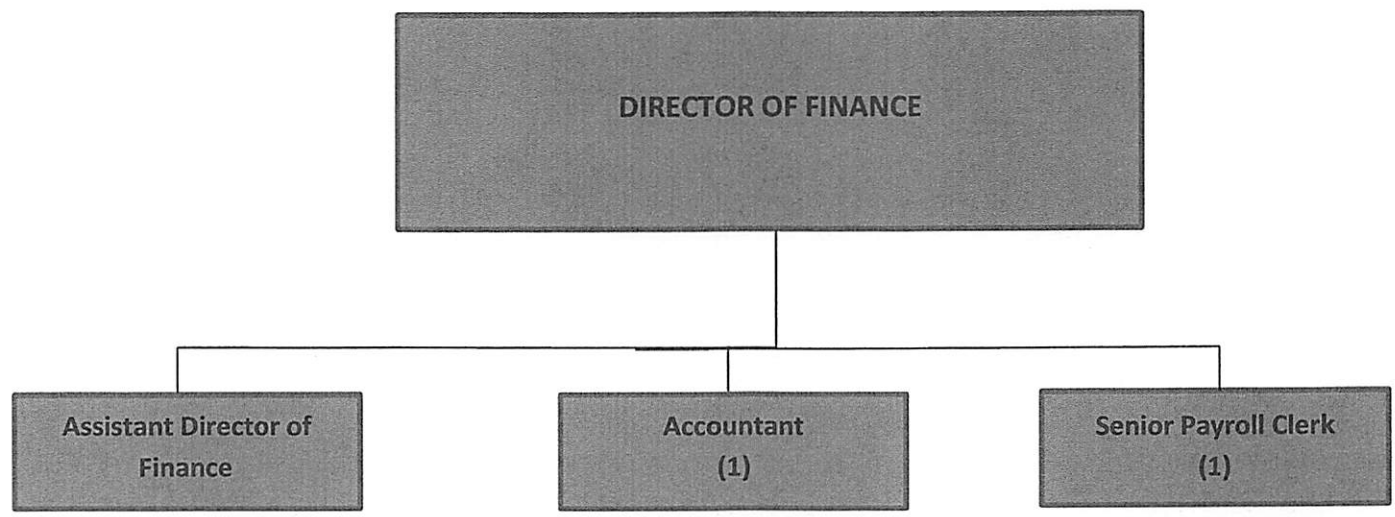 DIRECTOR OF FINANCE
Assistant Director of
Finance
Accountant
(1)
Senior Payroll Clerk
(1)